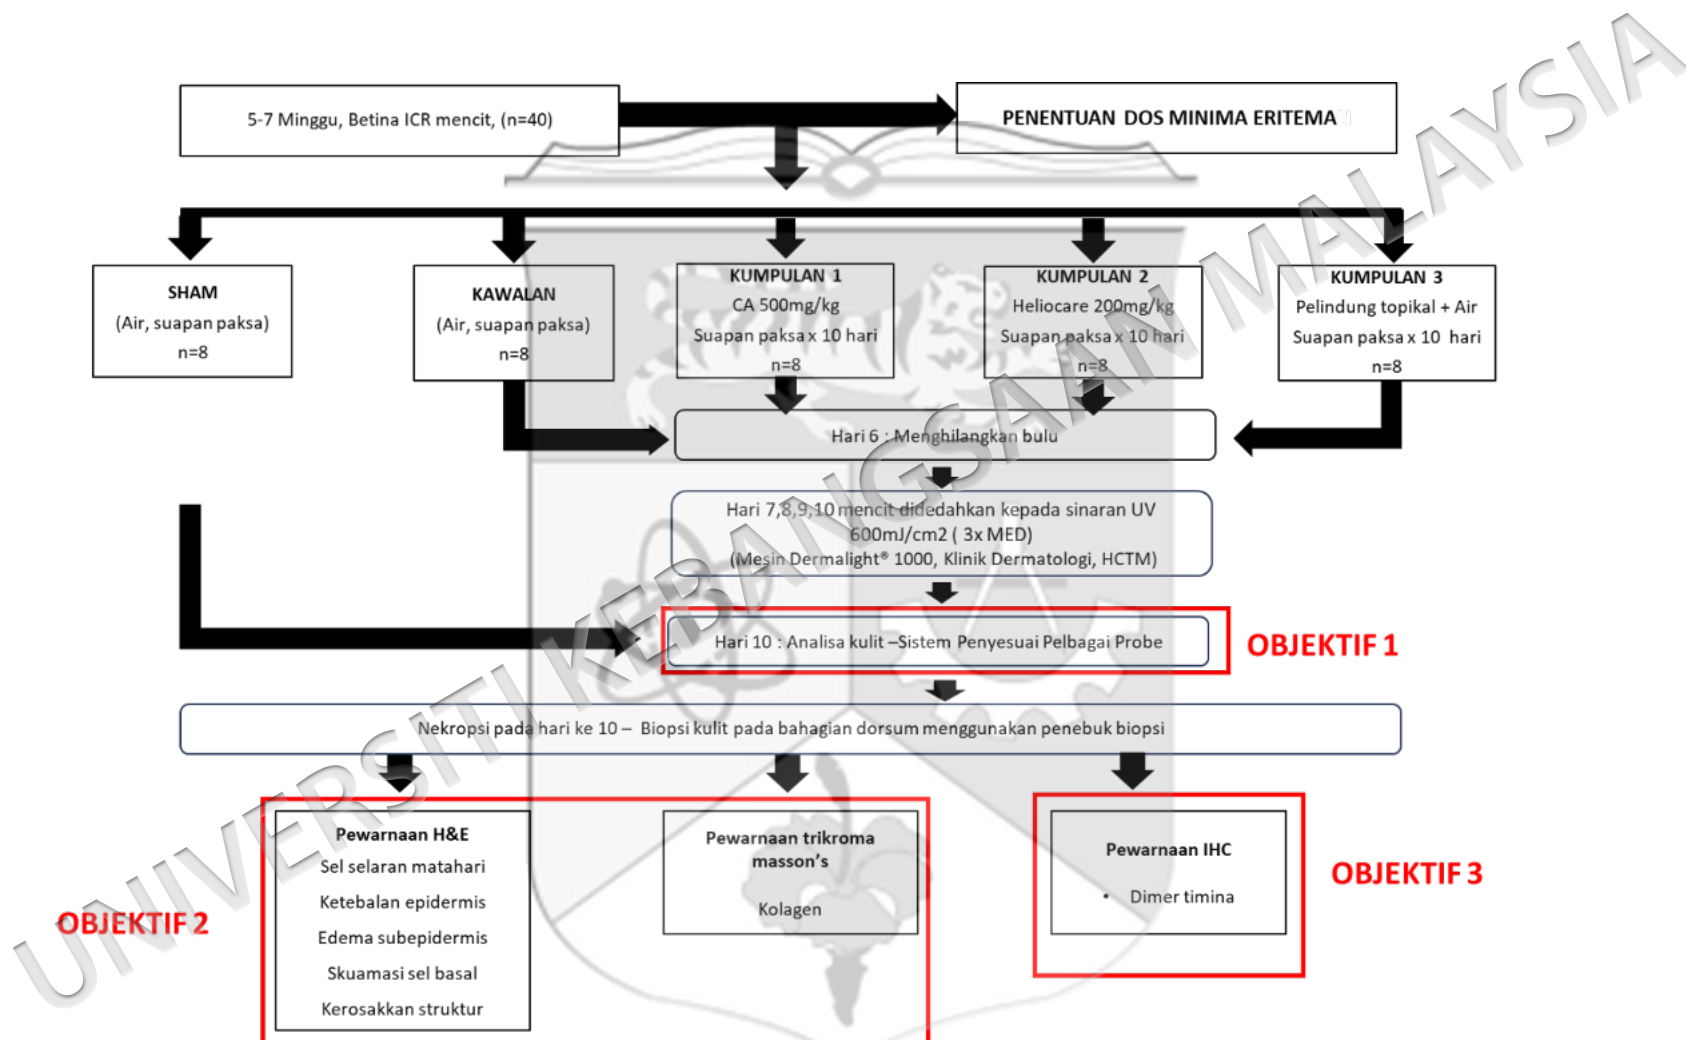 5-7 Minggu, Betina ICR mencit, (n=40)
PENENTUAN DOS MINIMA ERITEMA
SHAM
(Air, suapan paksa)
n=8
KAWALAN
(Air, suapan paksa)
n=8
KUMPULAN 1
CA 500mg/kg
Suapan paksa x 10 hari
n=8
KUMPULAN 2
Heliocare 200mg/kg
Suapan paksa x 10 hari
n=8
KUMPULAN 3
Pelindung topikal + Air
Suapan paksa x 10 hari
n=8
Hari 6 : Menghilangkan bulu
Hari 7,8,9,10 mencit didedahkan kepada sinaran UV
600mJ/cm2 ( 3x MED)
(Mesin Dermalight® 1000, Klinik Dermatologi, HCTM)
Hari 10 : Analisa kulit –Sistem Penyesuai Pelbagai Probe
OBJEKTIF 1
Nekropsi pada hari ke 10 – Biopsi kulit pada bahagian dorsum menggunakan penebuk biopsi
OBJEKTIF 2
Pewarnaan H&E
Sel selaran matahari
Ketebalan epidermis
Edema subepidermis
Skuamasi sel basal
Kerosakkan struktur
Pewarnaan trikroma
masson's
Kolagen
Pewarnaan IHC
• Dimer timina
OBJEKTIF 3
UNIVERSITI KEBANGSAAN MALAYSIA